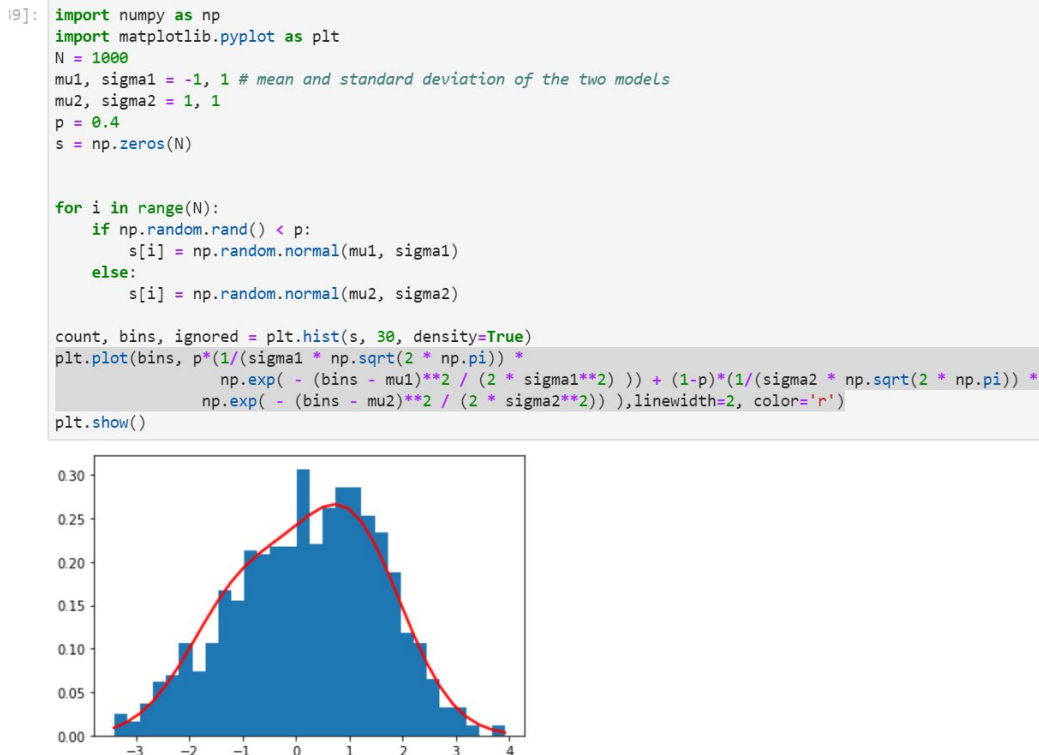 39]: import numpy as np
import matplotlib.pyplot as plt
N = 1000
mu1, sigma1 = -1, 1 # mean and standard deviation of the two models
mu2, sigma2 = 1, 1
p = 0.4
s = np.zeros(N)
for i in range(N):
    if np.random.rand() < p:
        s[i] = np.random.normal(mu1, sigma1)
    else:
        s[i] = np.random.normal(mu2, sigma2)
count, bins, ignored = plt.hist(s, 30, density=True)
plt.plot(bins, p*(1/(sigma1 * np.sqrt(2 * np.pi)) *
                np.exp( - (bins - mu1)**2 / (2 * sigma1**2) )) + (1-p)*(1/(sigma2 * np.sqrt(2 * np.pi)) *
              np.exp( - (bins - mu2)**2 / (2 * sigma2**2)) ),linewidth=2, color='r')
plt.show()
0.30
0.25
0.20
0.15
0.10
0.05
0.00
−3 −2 −1 0 1 2 3 4